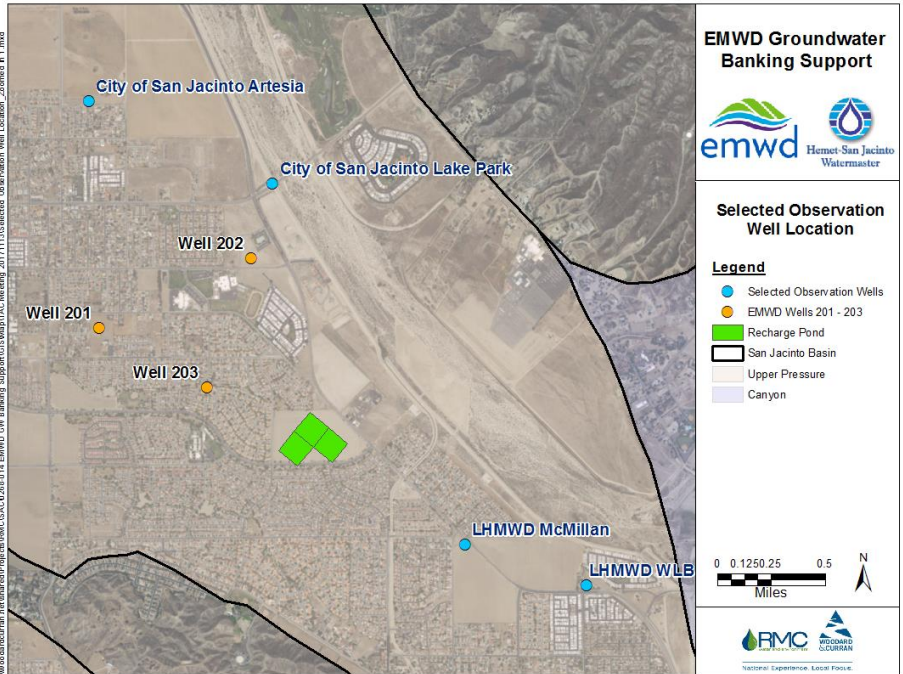 City of San Jacinto Artesia
City of San Jacinto Lake Park
Well 202
Well 201
Well 203
LHMWD McMillan
LHMWD WLB
EMWD Groundwater
Banking Support
emwd
Hemet-San Jacinto
Watermaster
Selected Observation
Well Location
Legend
Selected Observation Wells
EMWD Wells 201 - 203
Recharge Pond
San Jacinto Basin
Upper Pressure
Canyon
0 0.1250.25 0.5
Miles
N
RMC
WOODARD
&CURRAN
National Experience. Local Focus.